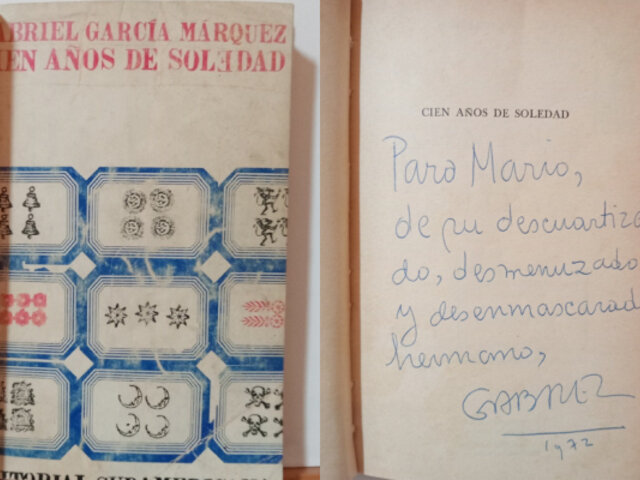 ABRIEL GARCÍA MÁRQUEZ
IEN AÑOS DE SOLƎDAD
CIEN AÑOS DE SOLEDAD
Para Mario,
de su descuartiza
do, desmenuzado
y desenmascarad
hermano,
GABRIEL
1972